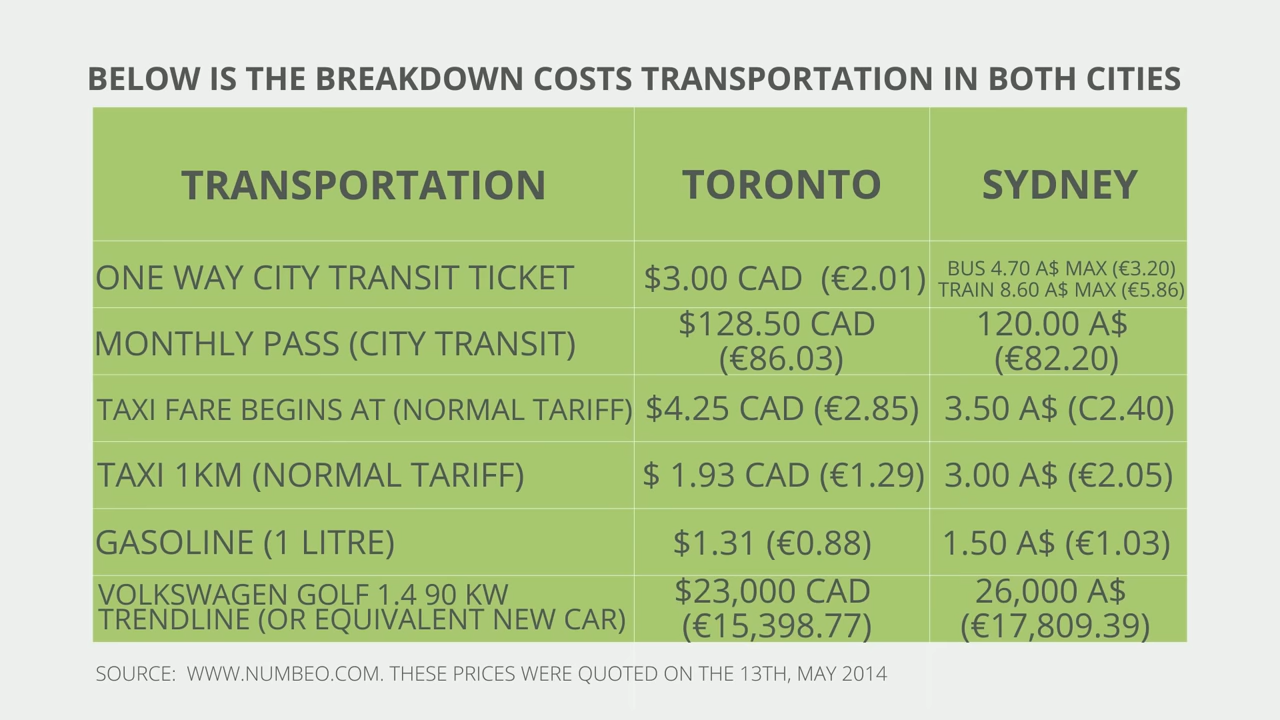 BELOW IS THE BREAKDOWN COSTS TRANSPORTATION IN BOTH CITIES
TRANSPORTATION TORONTO SYDNEY
ONE WAY CITY TRANSIT TICKET $3.00 CAD (€2.01) BUS 4.70 A$ MAX (€3.20)
TRAIN 8.60 A$ MAX (€5.86)
MONTHLY PASS (CITY TRANSIT) $128.50 CAD 120.00 A$
(€86.03) (€82.20)
TAXI FARE BEGINS AT (NORMAL TARIFF) $4.25 CAD (€2.85) 3.50 A$ (C2.40)
TAXI 1KM (NORMAL TARIFF) $ 1.93 CAD (€1.29) 3.00 A$ (€2.05)
GASOLINE (1 LITRE) $1.31 (€0.88) 1.50 A$ (€1.03)
VOLKSWAGEN GOLF 1.4 90 KW $23,000 CAD 26,000 A$
TRENDLINE (OR EQUIVALENT NEW CAR) (€15,398.77) (€17,809.39)
SOURCE: WWW.NUMBEO.COM. THESE PRICES WERE QUOTED ON THE 13TH, MAY 2014